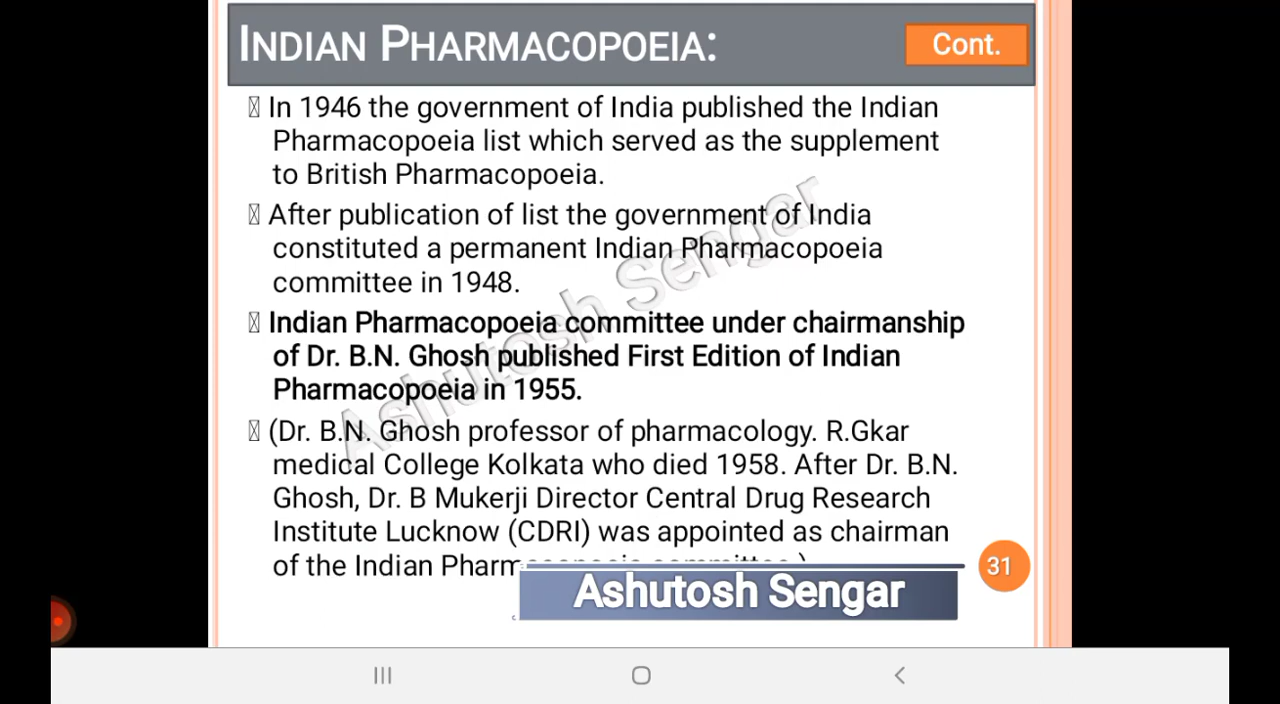 INDIAN PHARMACOPOEIA:
Cont.
In 1946 the government of India published the Indian
Pharmacopoeia list which served as the supplement
to British Pharmacopoeia.
After publication of list the government of India
constituted a permanent Indian Pharmacopoeia
committee in 1948.
Indian Pharmacopoeia committee under chairmanship
of Dr. B.N. Ghosh published First Edition of Indian
Pharmacopoeia in 1955.
(Dr. B.N. Ghosh professor of pharmacology. R.Gkar
medical College Kolkata who died 1958. After Dr. B.N.
Ghosh, Dr. B Mukerji Director Central Drug Research
Institute Lucknow (CDRI) was appointed as chairman
of the Indian Pharmacopoeia committee.)
31
Ashutosh Sengar
Ashutosh Sengar